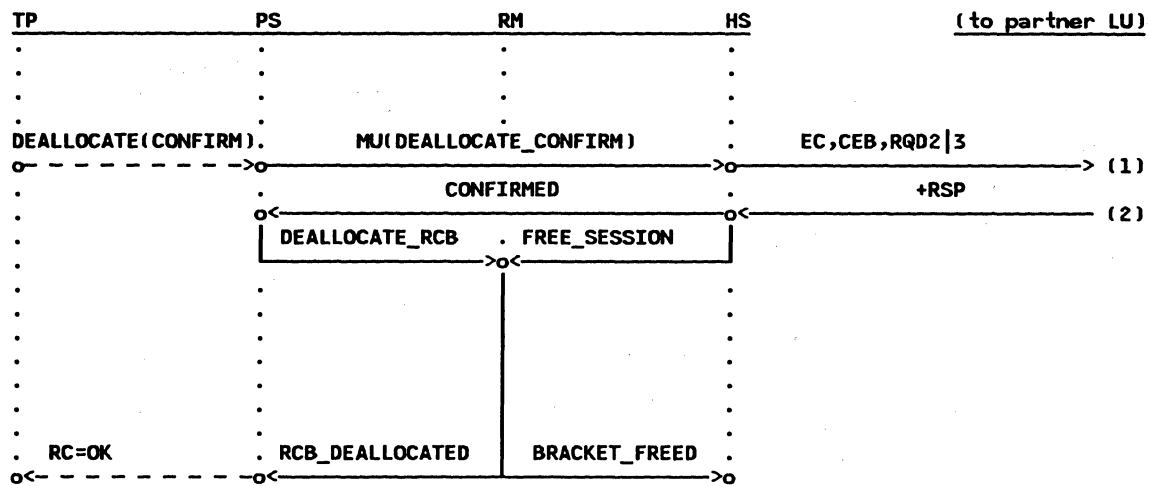 TP PS RM HS (to partner LU)
DEALLOCATE(CONFIRM). MU(DEALLOCATE_CONFIRM) EC,CEB,RQD2|3
(1)
CONFIRMED +RSP
(2)
DEALLOCATE_RCB . FREE_SESSION
RC=OK RCB_DEALLOCATED BRACKET_FREED